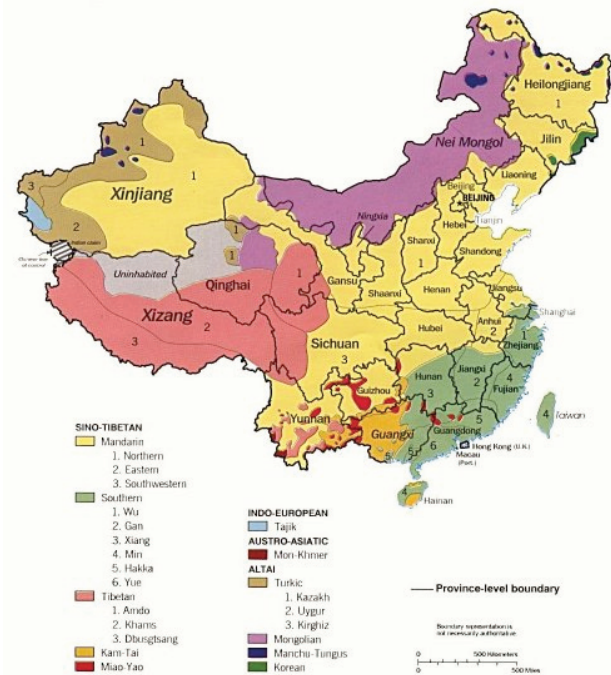 Heilongjiang
1
Jilin
Nei Mongol
Liaoning
Beijing
BEIJING
Tianjin
Hebei
1
1
Xinjiang
3
2
Ningxia
Shanxi
1
Shandong
1
Uninhabited
Qinghai
1
Gansu
Shaanxi
Henan
Jiangsu
Shanghai
Xizang
2
3
Sichuan
3
Hubei
Anhui
2
1
Zhejiang
Hunan
3
Jiangxi
2
4
Fujian
Guizhou
Yunnan
Guangxi
5
Guangdong
5
6
5
4
Taiwan
Hong Kong (U.K.)
Macau
(Port.)
4
Hainan
SINO-TIBETAN
Mandarin
1. Northern
2. Eastern
3. Southwestern
Southern
1. Wu
2. Gan
3. Xiang
4. Min
5. Hakka
6. Yue
Tibetan
1. Amdo
2. Khams
3. Dbusgtsang
Kam-Tai
Miao-Yao
INDO-EUROPEAN
Tajik
AUSTRO-ASIATIC
Mon-Khmer
ALTAI
Turkic
1. Kazakh
2. Uygur
3. Kirghiz
Mongolian
Manchu-Tungus
Korean
Province-level boundary
Boundary representation is
not necessarily authoritative
0 500 Kilometers
0 500 Miles